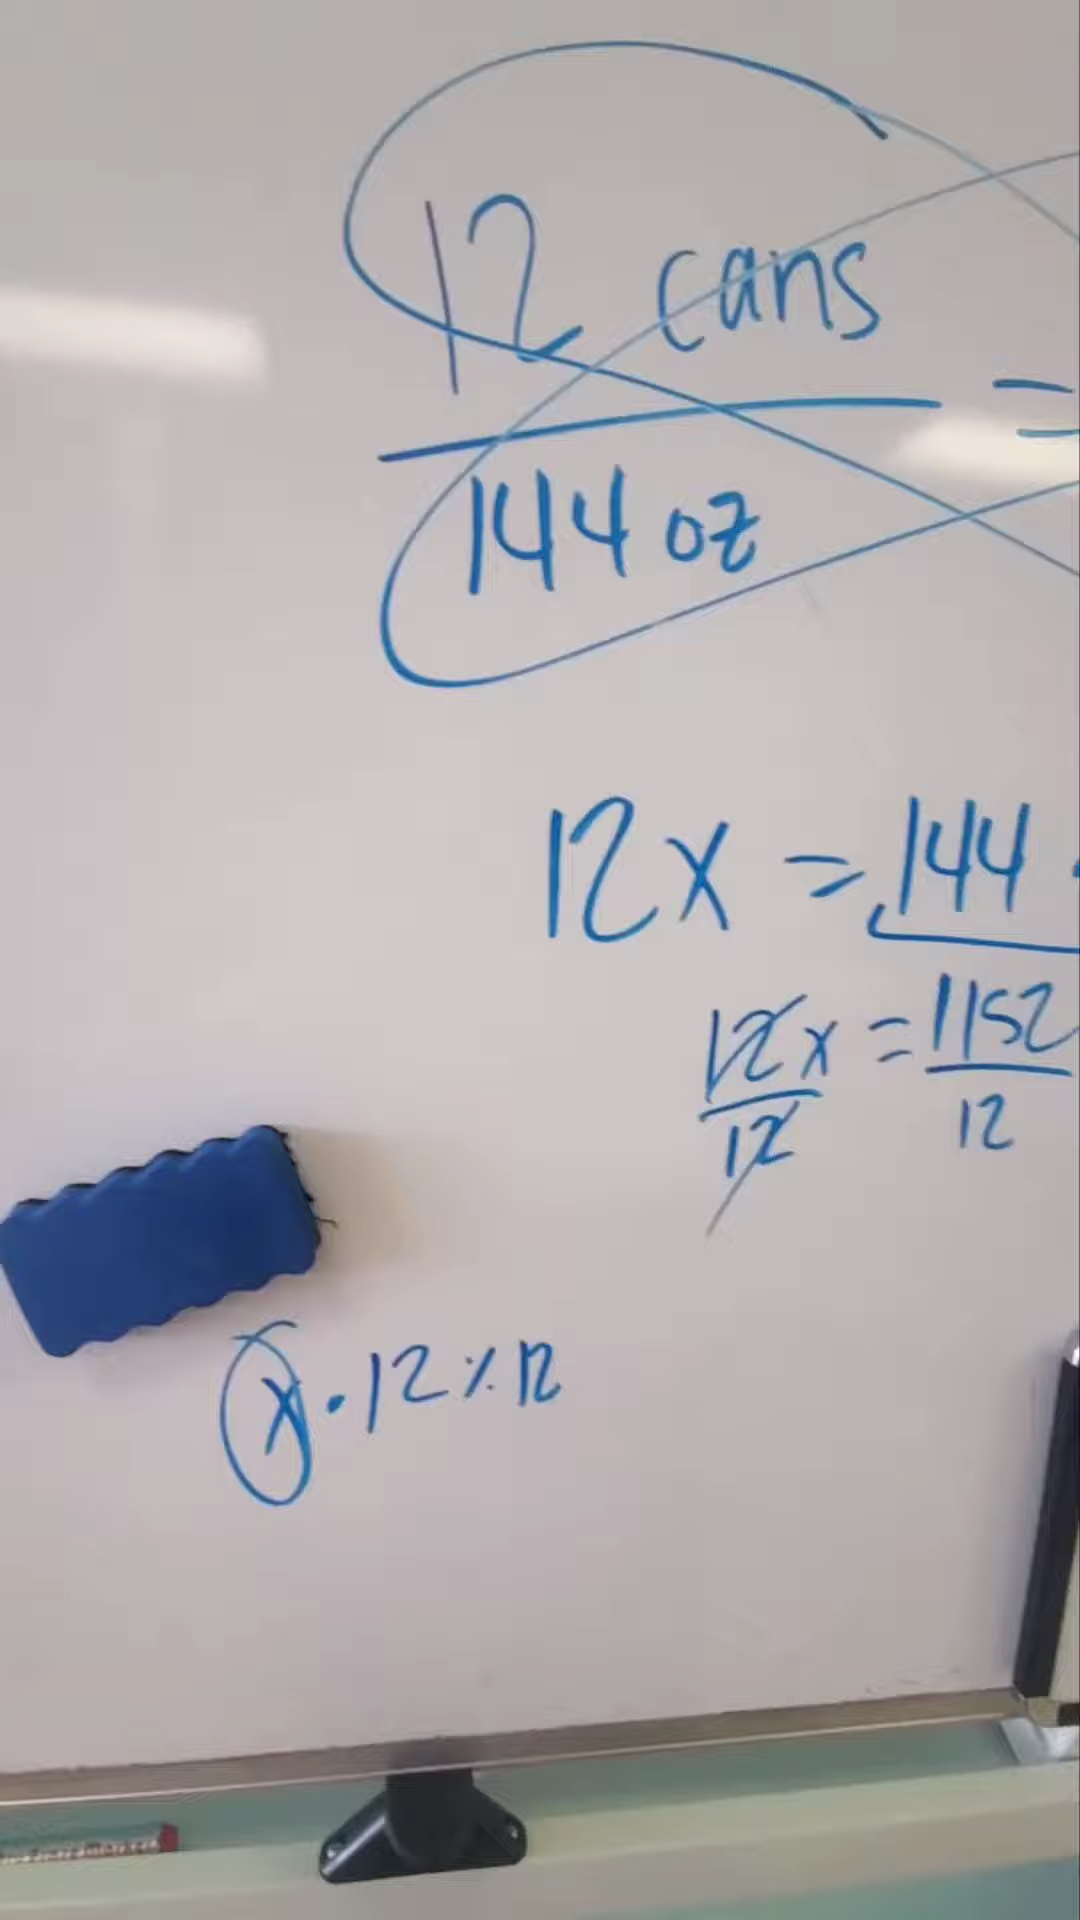 12 cans
=
144 oz
12x = 144 ·
12x = 1152
12 12
x · 12 ÷ 12